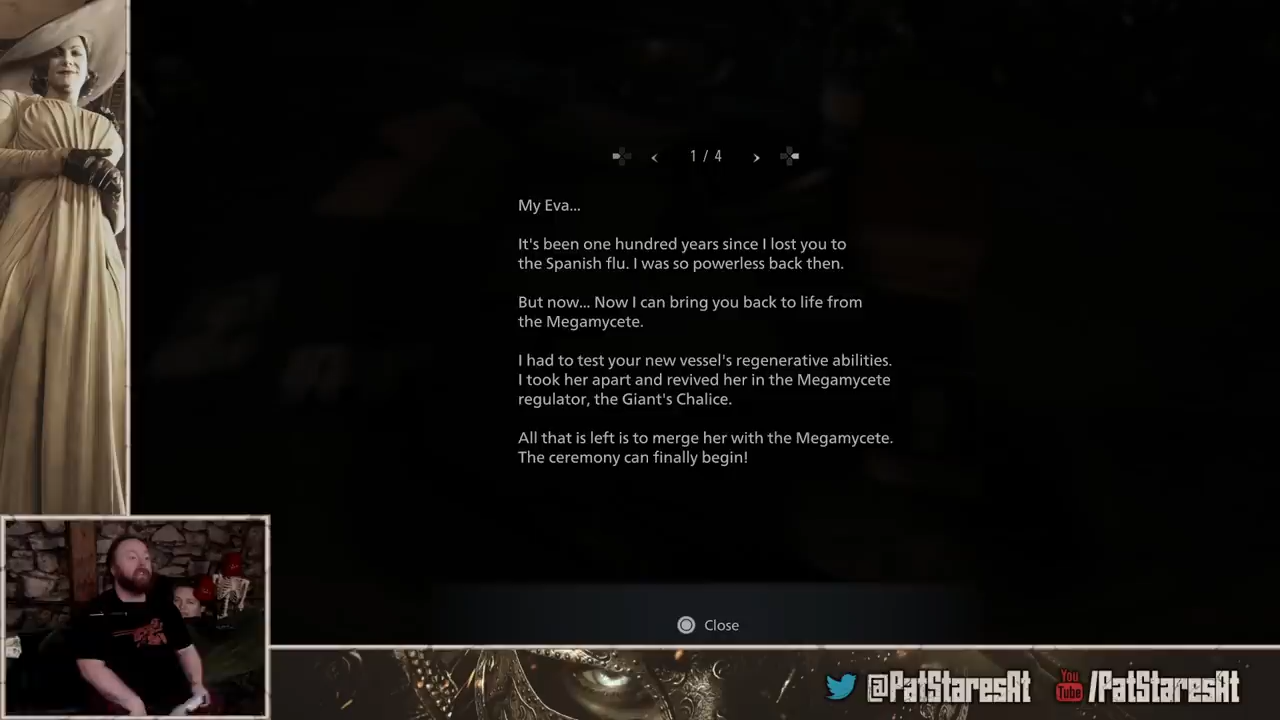 1 / 4
My Eva...
It's been one hundred years since I lost you to
the Spanish flu. I was so powerless back then.
But now... Now I can bring you back to life from
the Megamycete.
I had to test your new vessel's regenerative abilities.
I took her apart and revived her in the Megamycete
regulator, the Giant's Chalice.
All that is left is to merge her with the Megamycete.
The ceremony can finally begin!
Close
@PatStaresAt
You Tube /PatStaresAt